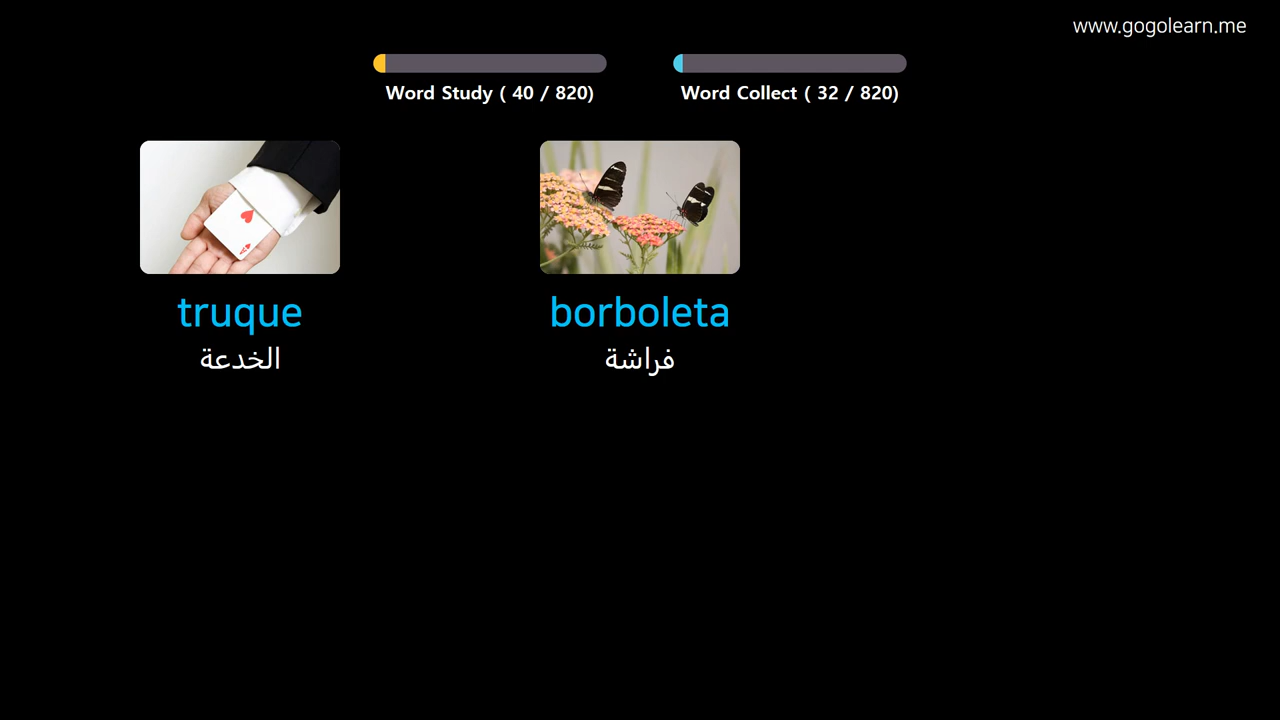 www.gogolearn.me
Word Study ( 40 / 820)
Word Collect ( 32 / 820)
truque
الخدعة
borboleta
فراشة